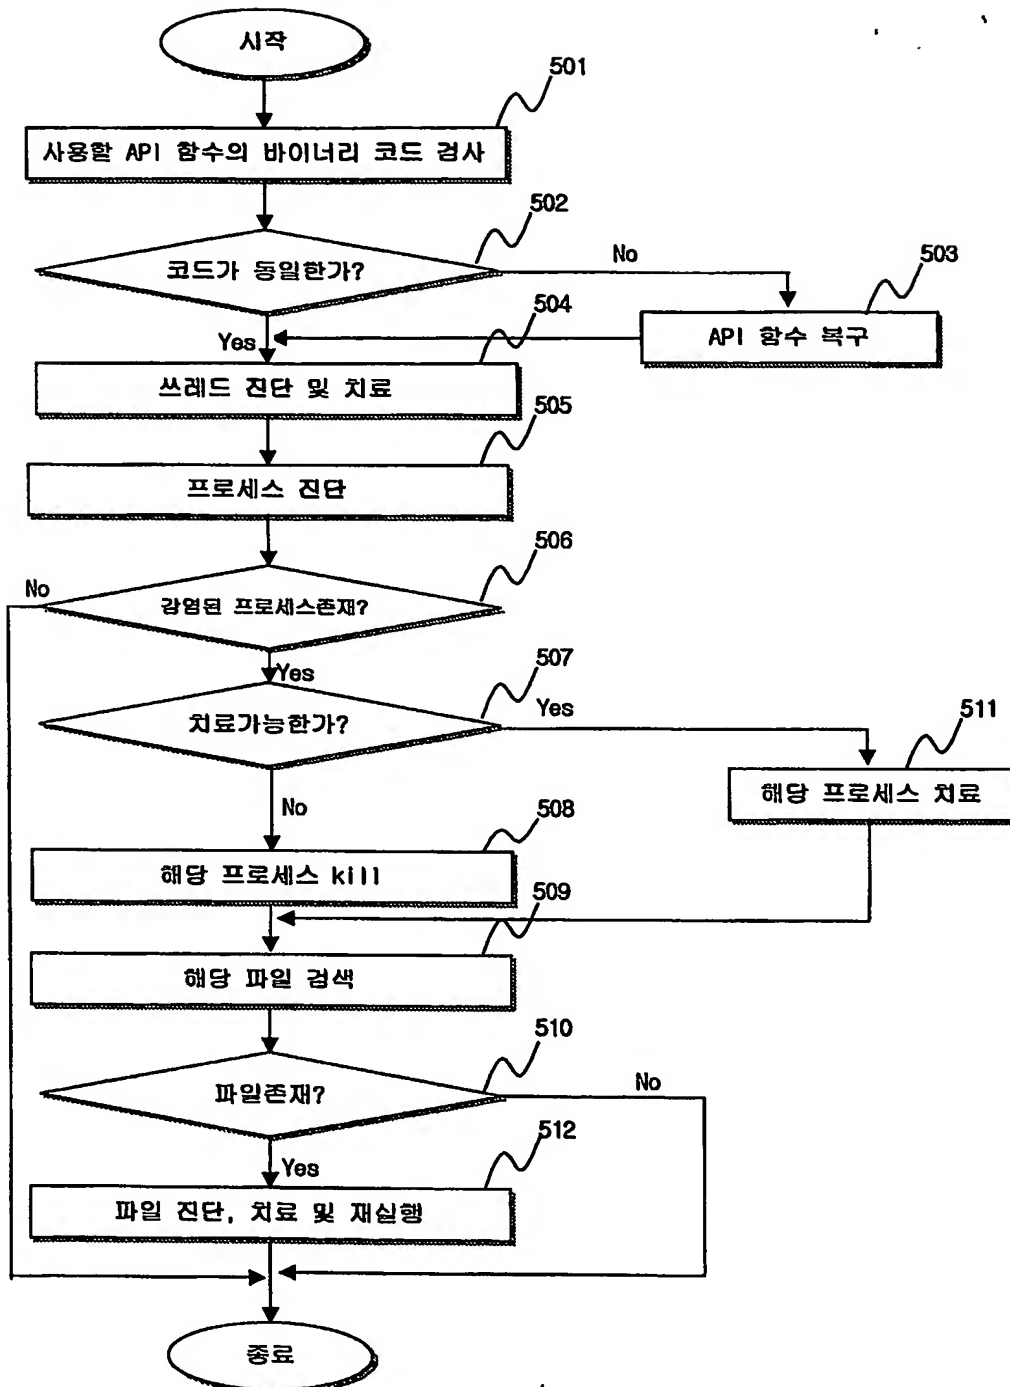 시작
501
사용할 API 함수의 바이너리 코드 검사
502
코드가 동일한가?
No
503
API 함수 복구
504
Yes
쓰레드 진단 및 치료
505
프로세스 진단
506
No
감염된 프로세스존재?
Yes
507
치료가능한가?
Yes
511
해당 프로세스 치료
No
508
해당 프로세스 kill
509
해당 파일 검색
510
파일존재?
No
512
Yes
파일 진단, 치료 및 재실행
종료